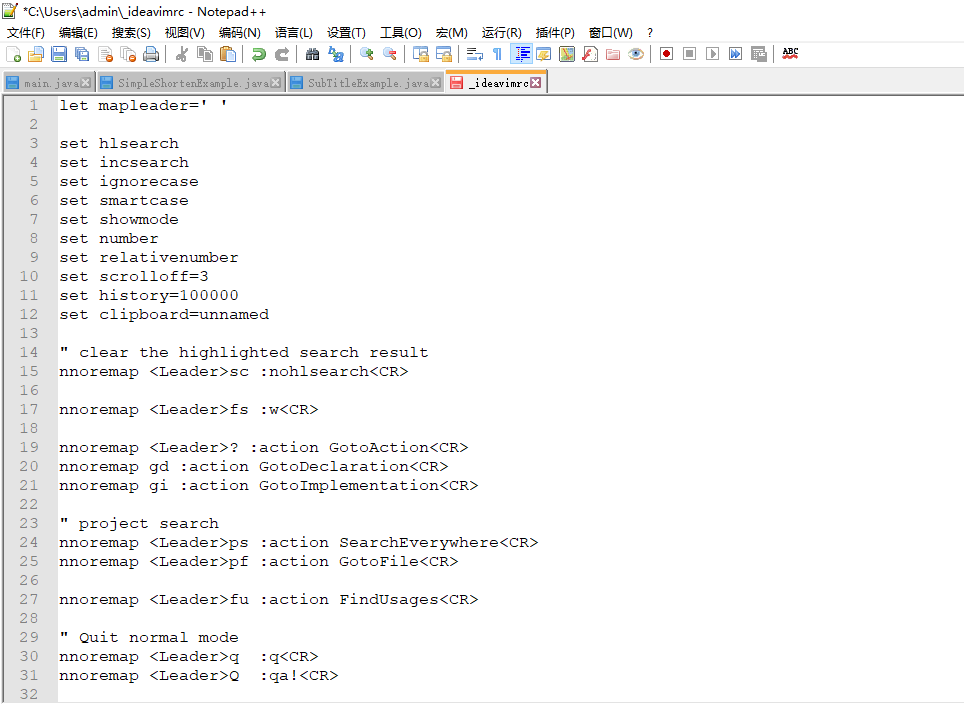 *C:\Users\admin\_ideavimrc - Notepad++
文件(F) 编辑(E) 搜索(S) 视图(V) 编码(N) 语言(L) 设置(T) 工具(O) 宏(M) 运行(R) 插件(P) 窗口(W) ?
ABC
main.java SimpleShortenExample.java SubTitleExample.java _ideavimrc
1 let mapleader=' '
2
3 set hlsearch
4 set incsearch
5 set ignorecase
6 set smartcase
7 set showmode
8 set number
9 set relativenumber
10 set scrolloff=3
11 set history=100000
12 set clipboard=unnamed
13
14 " clear the highlighted search result
15 nnoremap <Leader>sc :nohlsearch<CR>
16
17 nnoremap <Leader>fs :w<CR>
18
19 nnoremap <Leader>? :action GotoAction<CR>
20 nnoremap gd :action GotoDeclaration<CR>
21 nnoremap gi :action GotoImplementation<CR>
22
23 " project search
24 nnoremap <Leader>ps :action SearchEverywhere<CR>
25 nnoremap <Leader>pf :action GotoFile<CR>
26
27 nnoremap <Leader>fu :action FindUsages<CR>
28
29 " Quit normal mode
30 nnoremap <Leader>q  :q<CR>
31 nnoremap <Leader>Q  :qa!<CR>
32